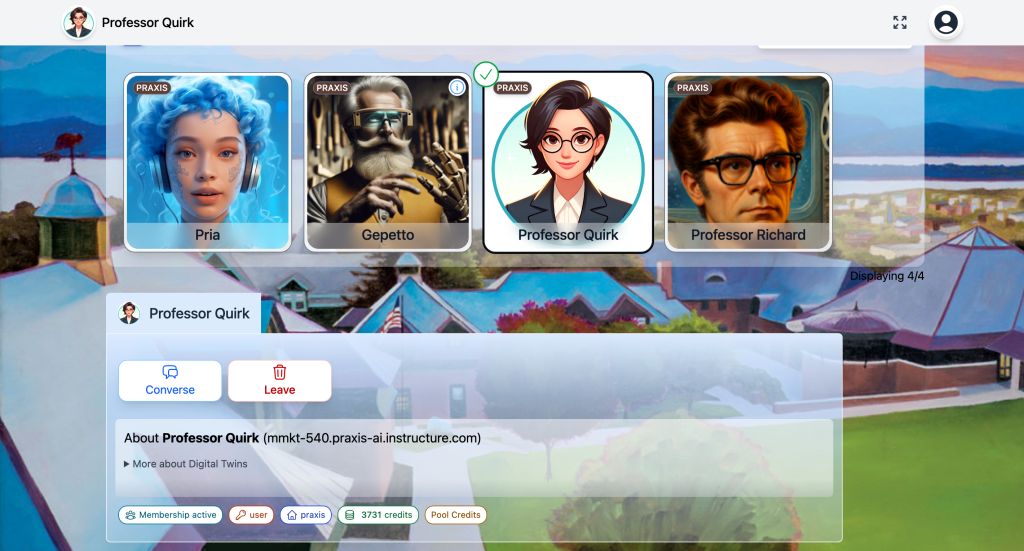 Professor Quirk
PRAXIS
PRAXIS
PRAXIS
PRAXIS
Pria
Gepetto
Professor Quirk
Professor Richard
Displaying 4/4
Professor Quirk
Converse
Leave
About Professor Quirk (mmkt-540.praxis-ai.instructure.com)
More about Digital Twins
Membership active
user
praxis
3731 credits
Pool Credits